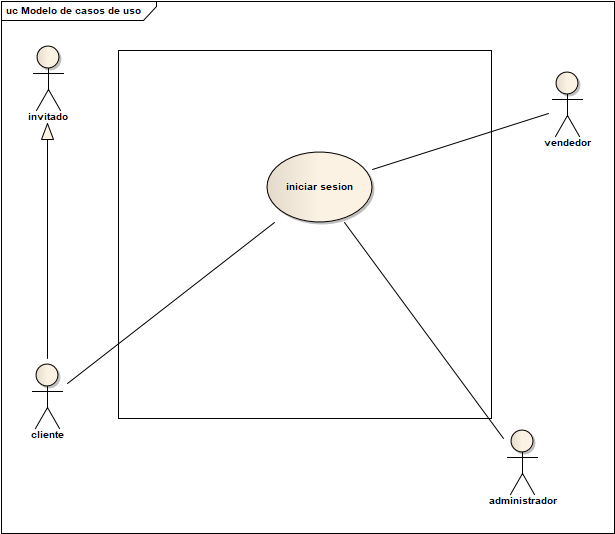 uc Modelo de casos de uso
invitado
vendedor
iniciar sesion
cliente
administrador